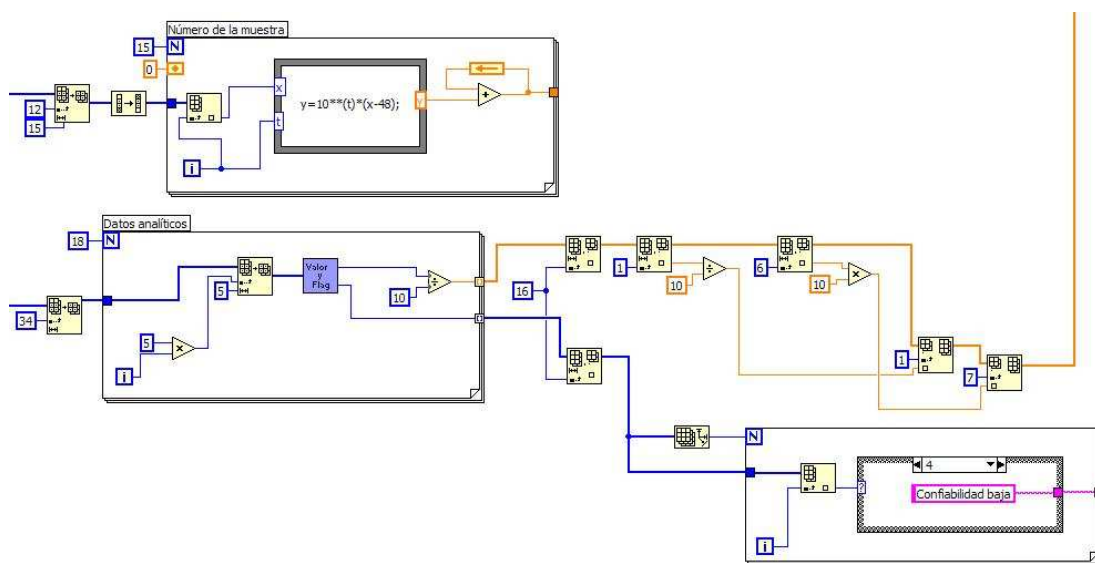 Número de la muestra
15
N
0
12
15
x
y=10**(t)*(x-48);
y
t
+
i
Datos analíticos
18
N
34
5
Valor
y
Flag
÷
10
5
×
i
16
1
10
÷
6
10
×
1
7
N
4
Confiabilidad baja
?
i